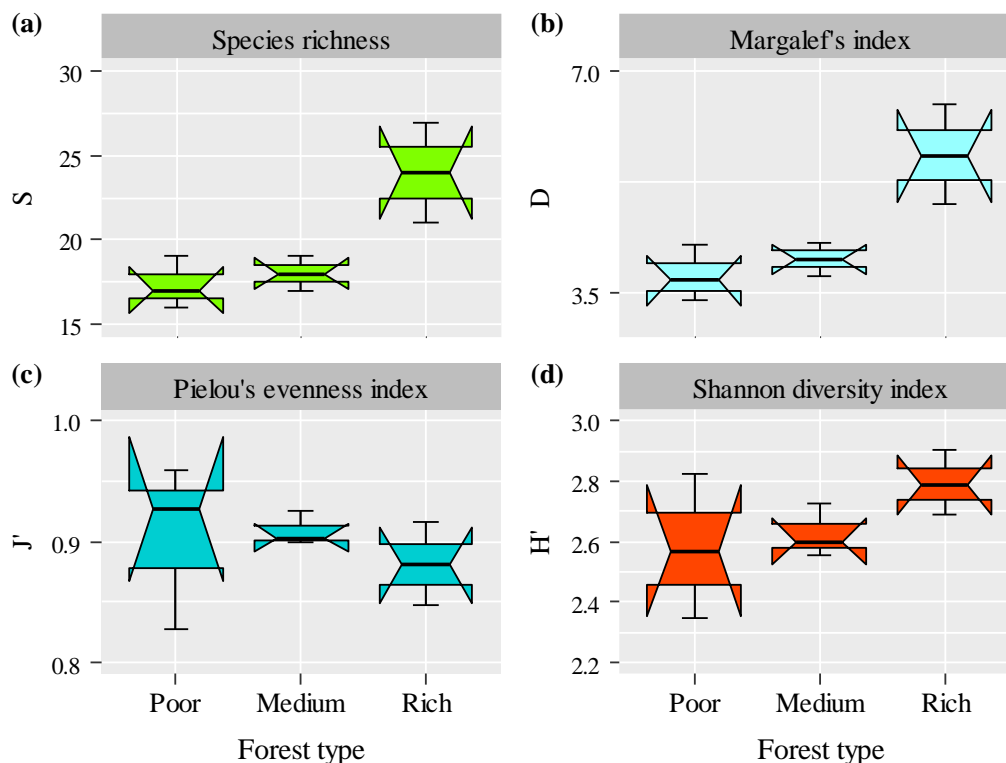 (a)
Species richness
30
25
20
15
S
(b)
Margalef's index
7.0
3.5
D
(c)
Pielou's evenness index
1.0
0.9
0.8
J'
Poor Medium Rich
Forest type
(d)
Shannon diversity index
3.0
2.8
2.6
2.4
2.2
H'
Poor Medium Rich
Forest type